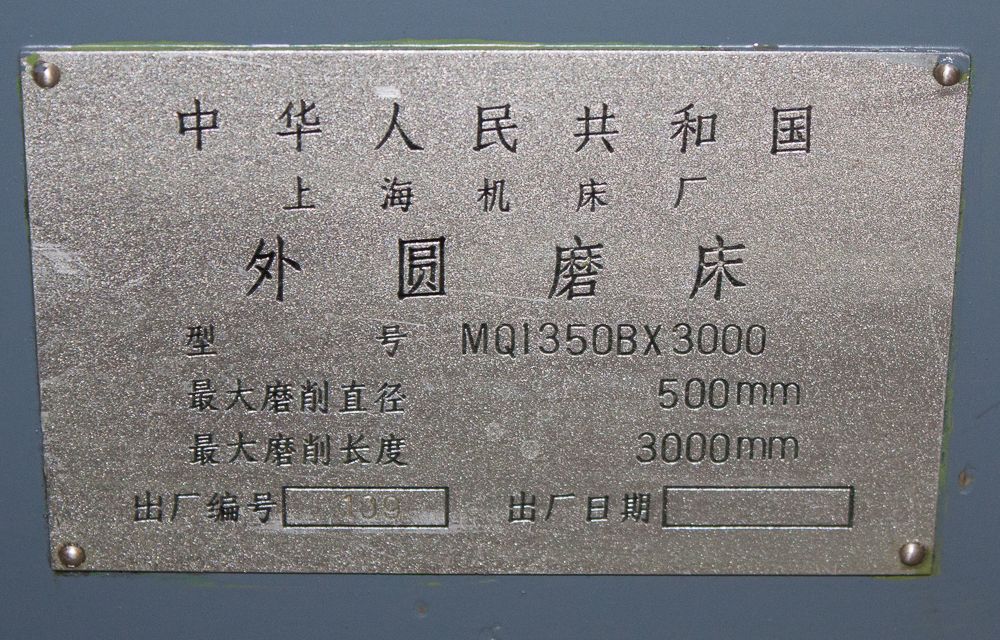 中华人民共和国
上海机床厂
外圆磨床
型号 MQ1350BX3000
最大磨削直径 500mm
最大磨削长度 3000mm
出厂编号 109 出厂日期